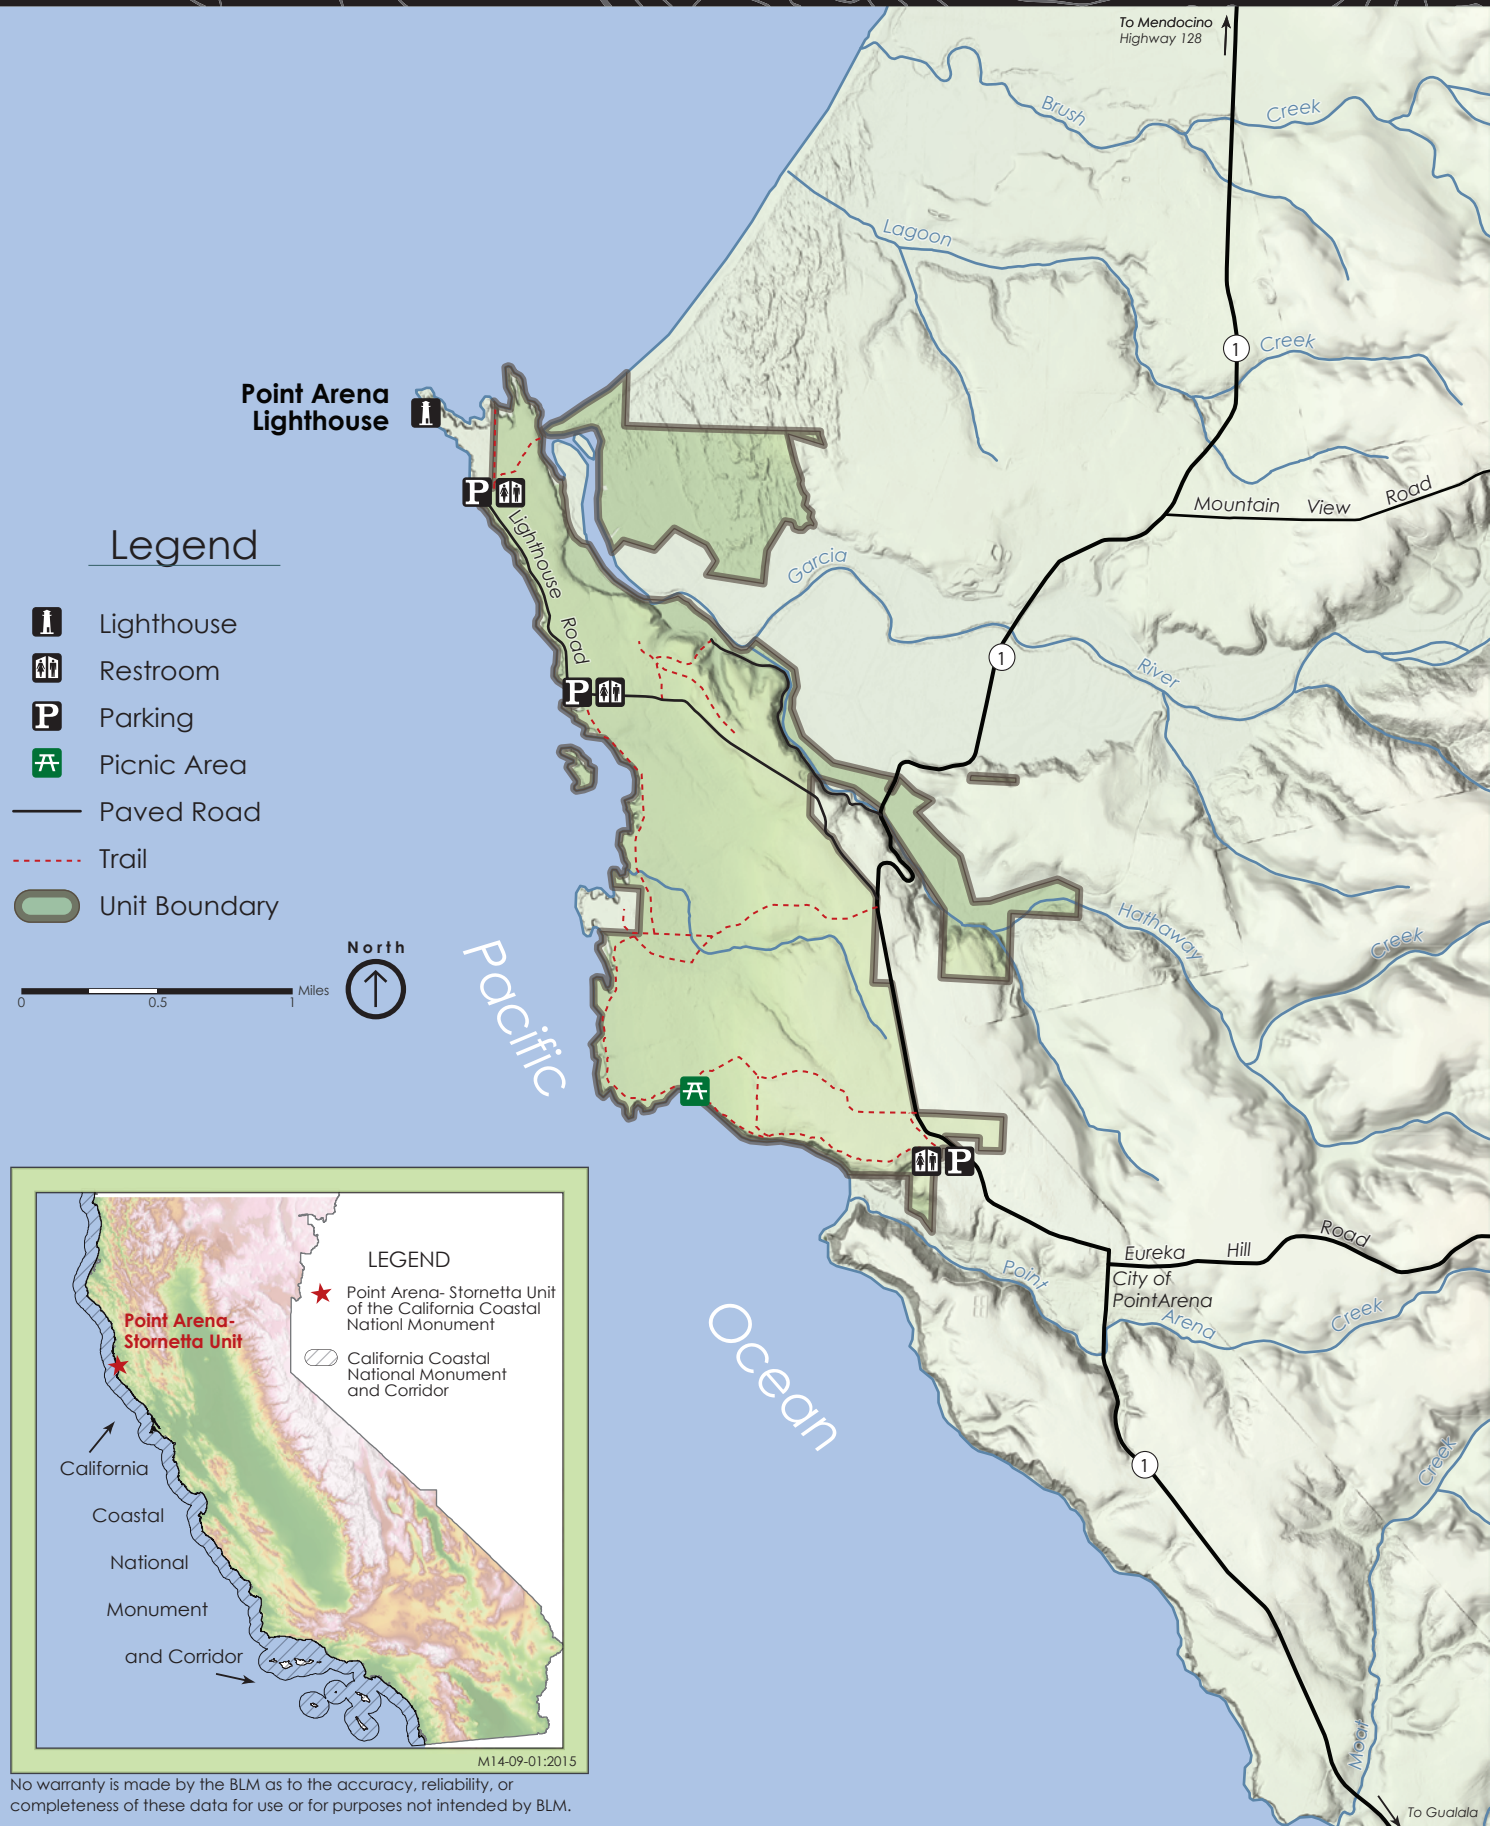 To Mendocino
Highway 128
Brush
Creek
Lagoon
Creek
1
Point Arena
Lighthouse
P
Lighthouse
Road
Mountain View Road
Garcia
River
1
P
Legend
Lighthouse
Restroom
P
Parking
Picnic Area
Paved Road
Trail
Unit Boundary
North
0
0.5
1
Miles
Hathaway
Creek
Pacific
Ocean
P
Eureka Hill Road
City of
PointArena
Point
Arena
Creek
1
Creek
Moat
To Gualala
LEGEND
Point Arena- Stornetta Unit
of the California Coastal
Nationl Monument
California Coastal
National Monument
and Corridor
Point Arena-
Stornetta Unit
California
Coastal
National
Monument
and Corridor
M14-09-01:2015
No warranty is made by the BLM as to the accuracy, reliability, or
completeness of these data for use or for purposes not intended by BLM.